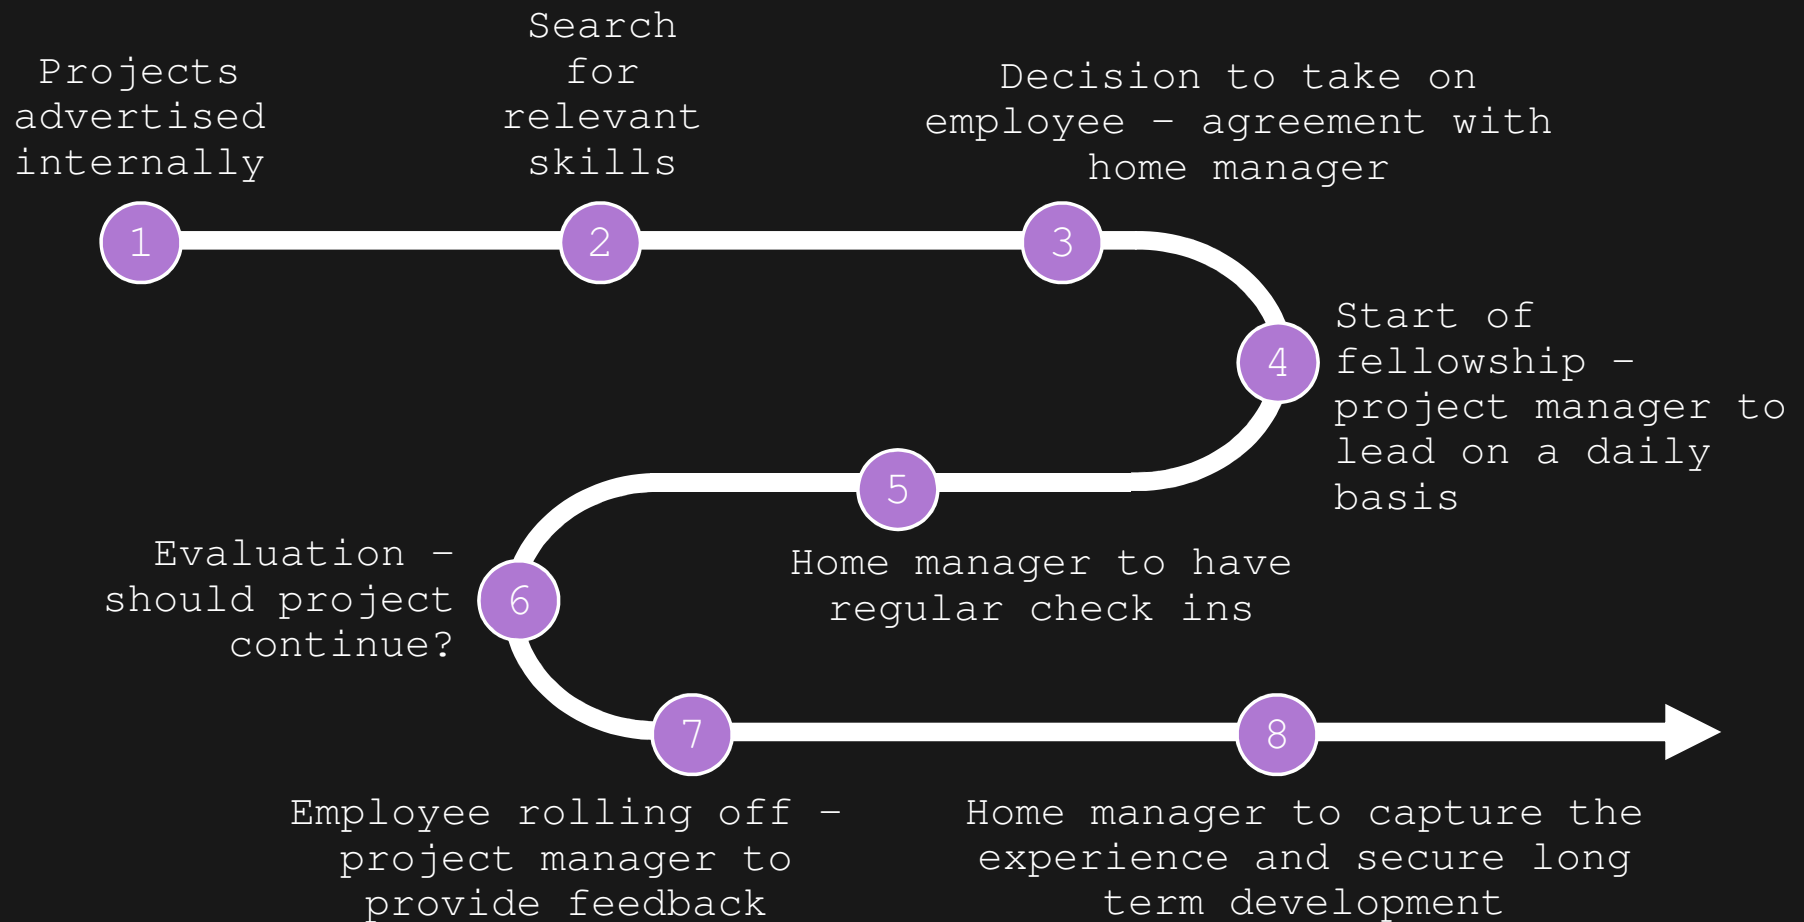 Projects
advertised
internally
1
Search
for
relevant
skills
2
Decision to take on
employee – agreement with
home manager
3
Start of
fellowship –
project manager to
lead on a daily
basis
4
5
Home manager to have
regular check ins
Evaluation –
should project
continue?
6
7
Employee rolling off –
project manager to
provide feedback
8
Home manager to capture the
experience and secure long
term development